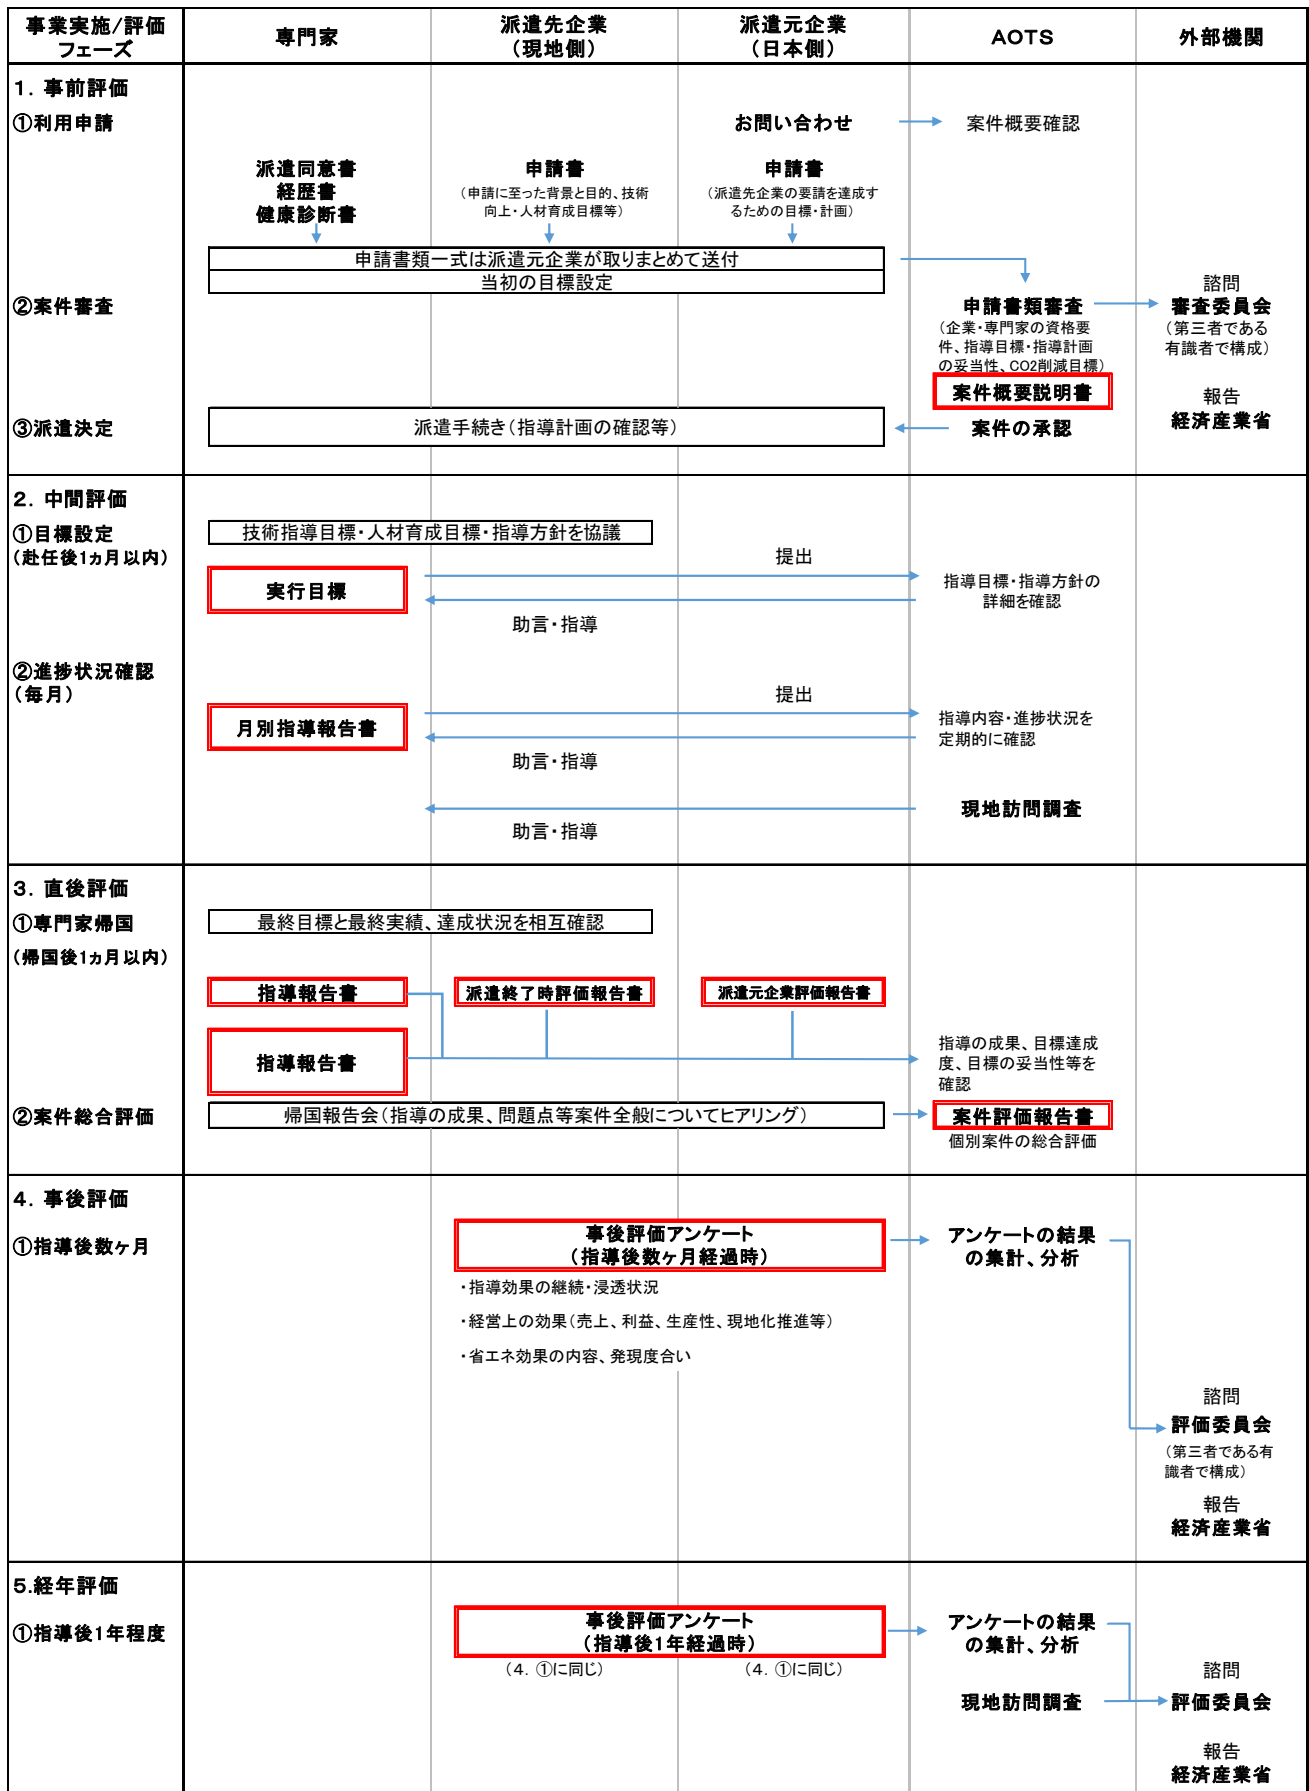 事業実施/評価
フェーズ
専門家
派遣先企業
（現地側）
派遣元企業
（日本側）
AOTS
外部機関
1．事前評価
①利用申請
お問い合わせ
案件概要確認
派遣同意書
経歴書
健康診断書
申請書
（申請に至った背景と目的、技術
向上・人材育成目標等）
申請書
（派遣先企業の要請を達成す
るための目標・計画）
申請書類一式は派遣元企業が取りまとめて送付
当初の目標設定
②案件審査
申請書類審査
（企業・専門家の資格要
件、指導目標・指導計画
の妥当性、CO2削減目標）
案件概要説明書
諮問
審査委員会
（第三者である
有識者で構成）
報告
経済産業省
③派遣決定
派遣手続き（指導計画の確認等）
案件の承認
2．中間評価
①目標設定
（赴任後1ヵ月以内）
技術指導目標・人材育成目標・指導方針を協議
提出
実行目標
指導目標・指導方針の
詳細を確認
助言・指導
②進捗状況確認
（毎月）
提出
月別指導報告書
指導内容・進捗状況を
定期的に確認
助言・指導
現地訪問調査
助言・指導
3．直後評価
①専門家帰国
（帰国後1ヵ月以内）
最終目標と最終実績、達成状況を相互確認
指導報告書
派遣終了時評価報告書
派遣元企業評価報告書
指導報告書
指導の成果、目標達成
度、目標の妥当性等を
確認
②案件総合評価
帰国報告会（指導の成果、問題点等案件全般についてヒアリング）
案件評価報告書
個別案件の総合評価
4．事後評価
①指導後数ヶ月
事後評価アンケート
（指導後数ヶ月経過時）
アンケートの結果
の集計、分析
・指導効果の継続・浸透状況
・経営上の効果（売上、利益、生産性、現地化推進等）
・省エネ効果の内容、発現度合い
諮問
評価委員会
（第三者である有
識者で構成）
報告
経済産業省
5.経年評価
①指導後1年程度
事後評価アンケート
（指導後1年経過時）
アンケートの結果
の集計、分析
（4．①に同じ）
（4．①に同じ）
諮問
現地訪問調査
評価委員会
報告
経済産業省